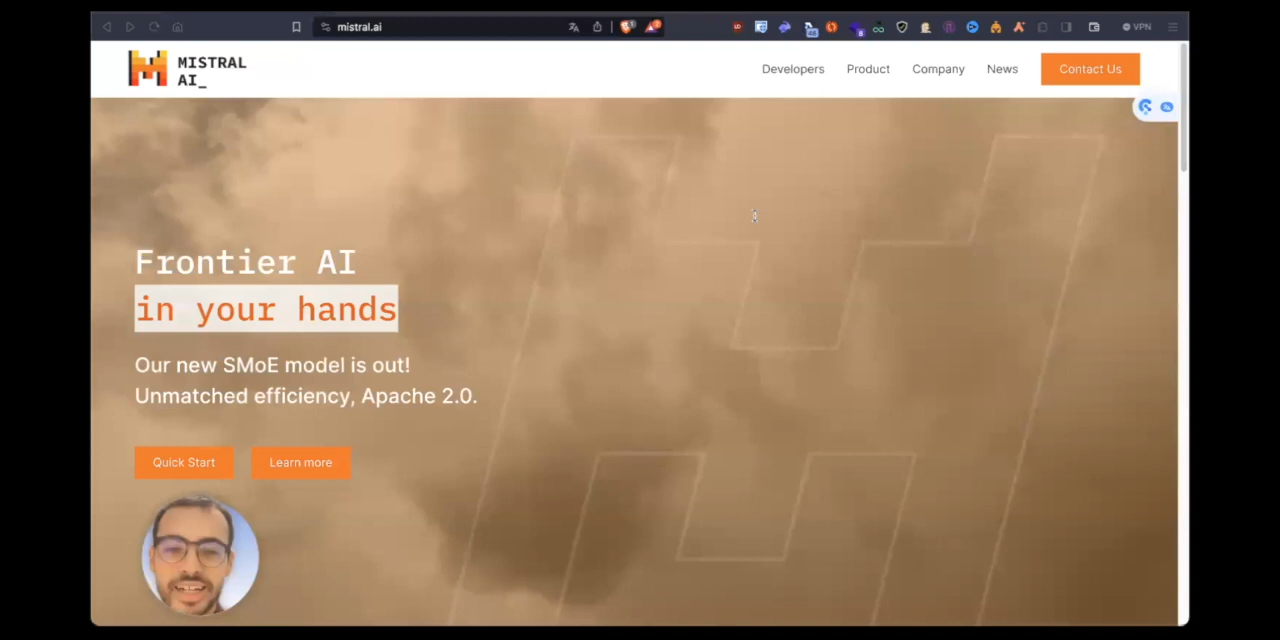 mistral.ai
VPN
MISTRAL
AI_
Developers
Product
Company
News
Contact Us
Frontier AI
in your hands
Our new SMoE model is out!
Unmatched efficiency, Apache 2.0.
Quick Start
Learn more